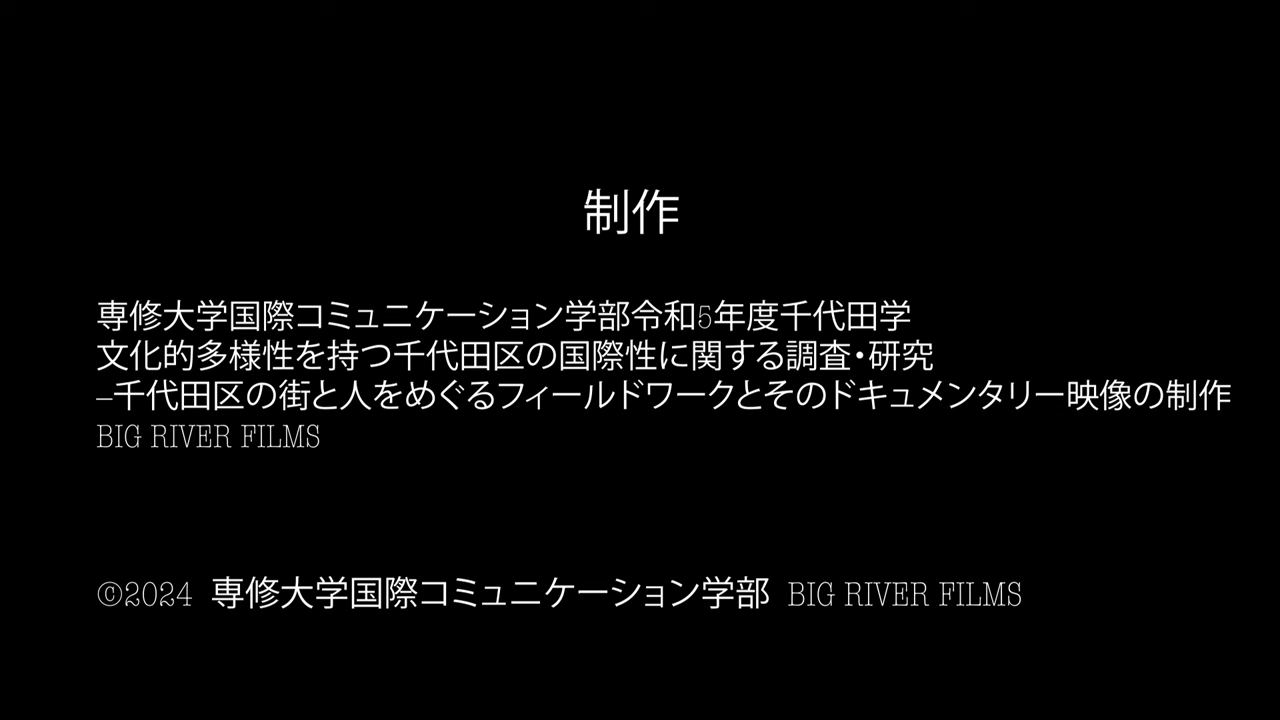 制作
専修大学国際コミュニケーション学部令和5年度千代田学
文化的多様性を持つ千代田区の国際性に関する調査・研究
–千代田区の街と人をめぐるフィールドワークとそのドキュメンタリー映像の制作
BIG RIVER FILMS
©2024 専修大学国際コミュニケーション学部 BIG RIVER FILMS